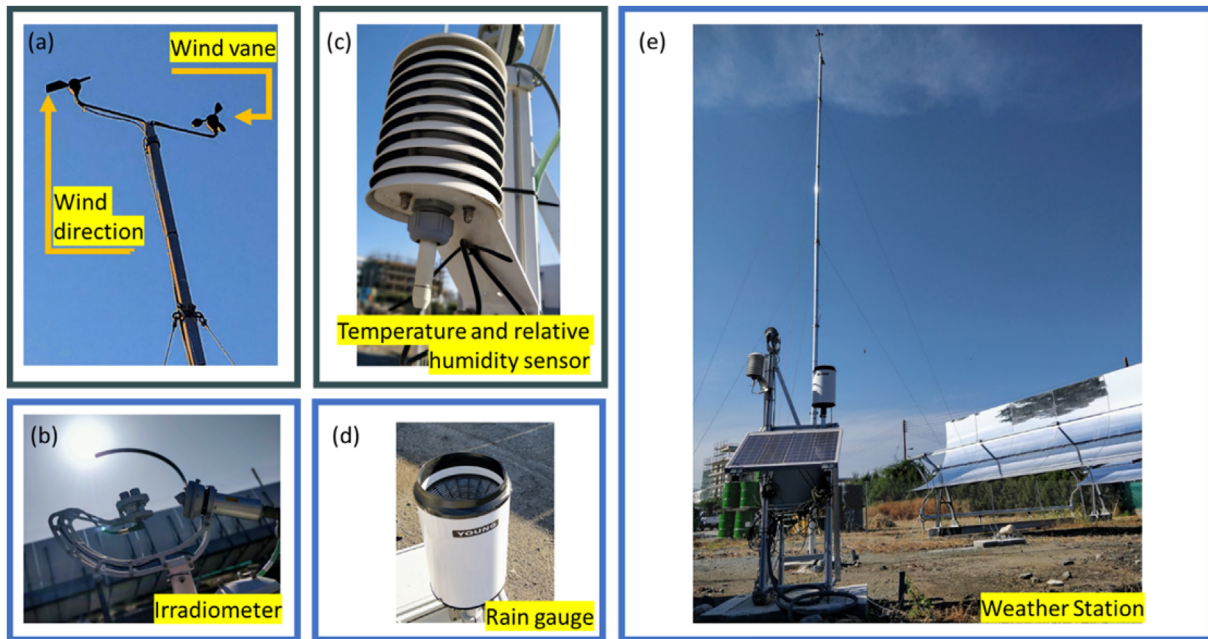 (a)
Wind vane
Wind
direction
(b)
Irradiometer
(c)
Temperature and relative
humidity sensor
(d)
YOUNG
Rain gauge
(e)
Weather Station